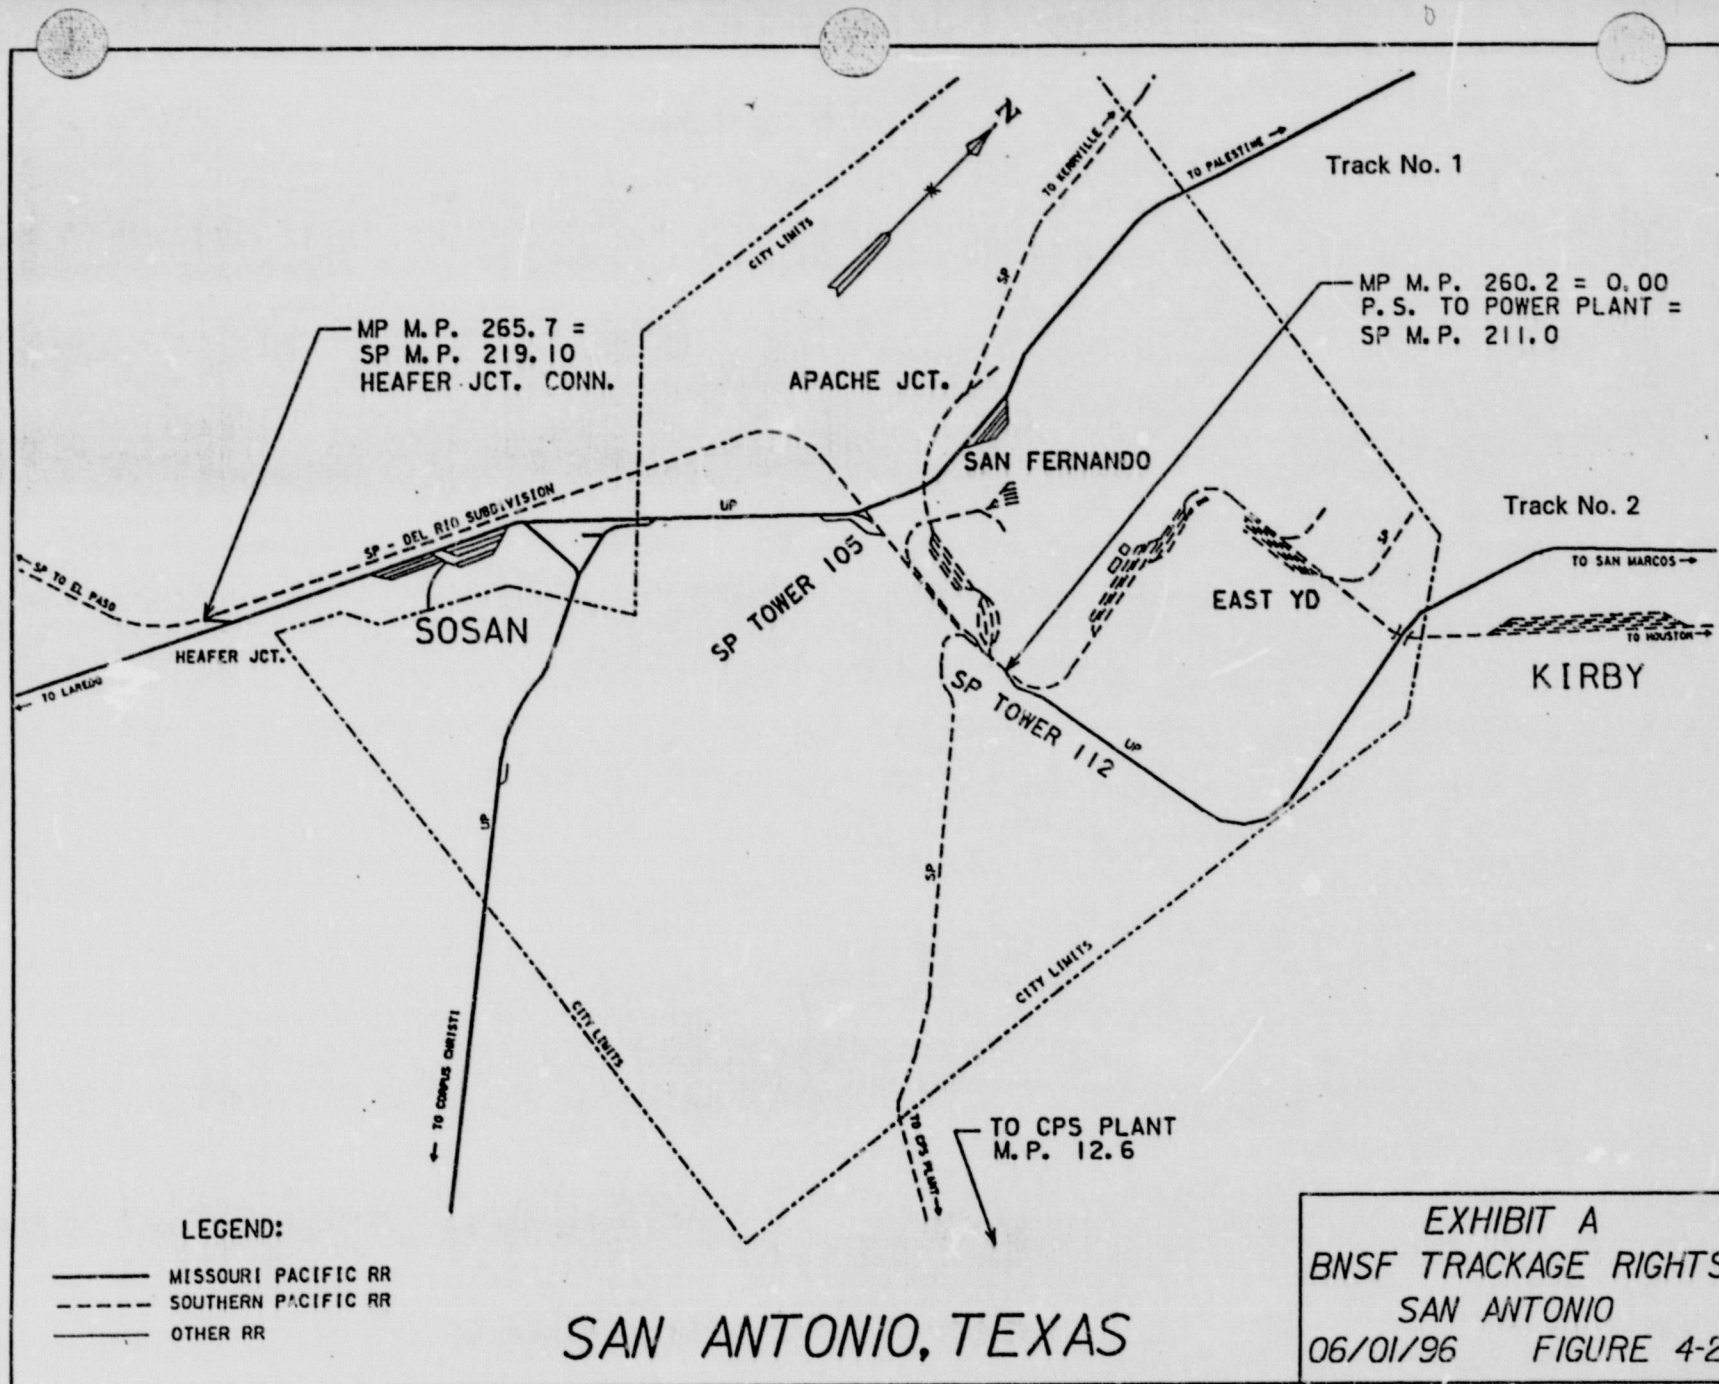 N
TO KERRVILLE →
TO PALESTINE →
Track No. 1
CITY LIMITS
SP
MP M.P. 260.2 = 0.00
P.S. TO POWER PLANT =
SP M.P. 211.0
MP M.P. 265.7 =
SP M.P. 219.10
HEAFER JCT. CONN.
APACHE JCT.
SAN FERNANDO
SP - DEL RIO SUBDIVISION
UP
Track No. 2
TO SAN MARCOS →
← SP TO EL PASO
SP TOWER 105
EAST YD
SOSAN
HEAFER JCT.
TO HOUSTON →
KIRBY
← TO LAREDO
SP TOWER 112
UP
UP
SP
CITY LIMITS
CITY LIMITS
← TO CORPUS CHRISTI
TO CPS PLANT →
TO CPS PLANT
M.P. 12.6
LEGEND:
MISSOURI PACIFIC RR
SOUTHERN PACIFIC RR
OTHER RR
SAN ANTONIO, TEXAS
EXHIBIT A
BNSF TRACKAGE RIGHTS
SAN ANTONIO
06/01/96 FIGURE 4-2